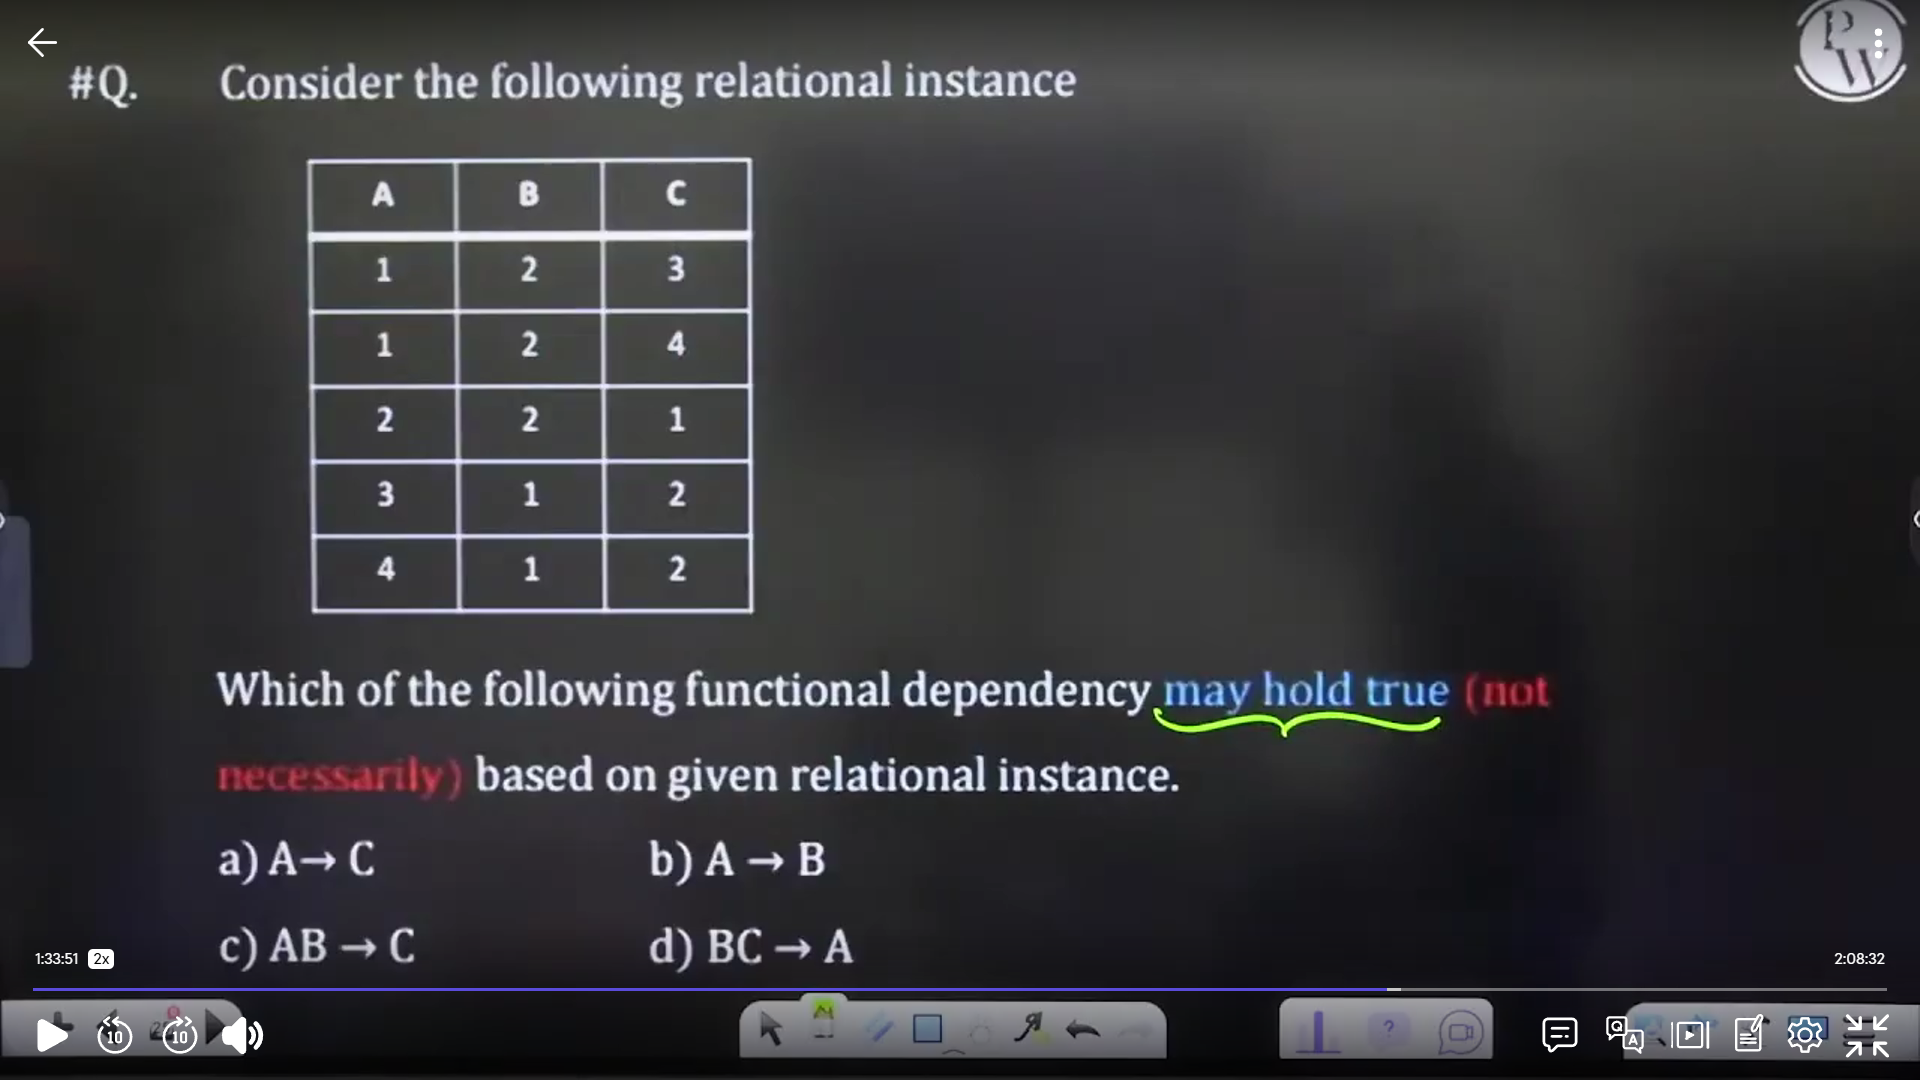 #Q. Consider the following relational instance
A B C
1 2 3
1 2 4
2 2 1
3 1 2
4 1 2
Which of the following functional dependency may hold true (not
necessarily) based on given relational instance.
a) A→ C b) A → B
c) AB → C d) BC → A
1:33:51 2x 2:08:32
10 10
PW